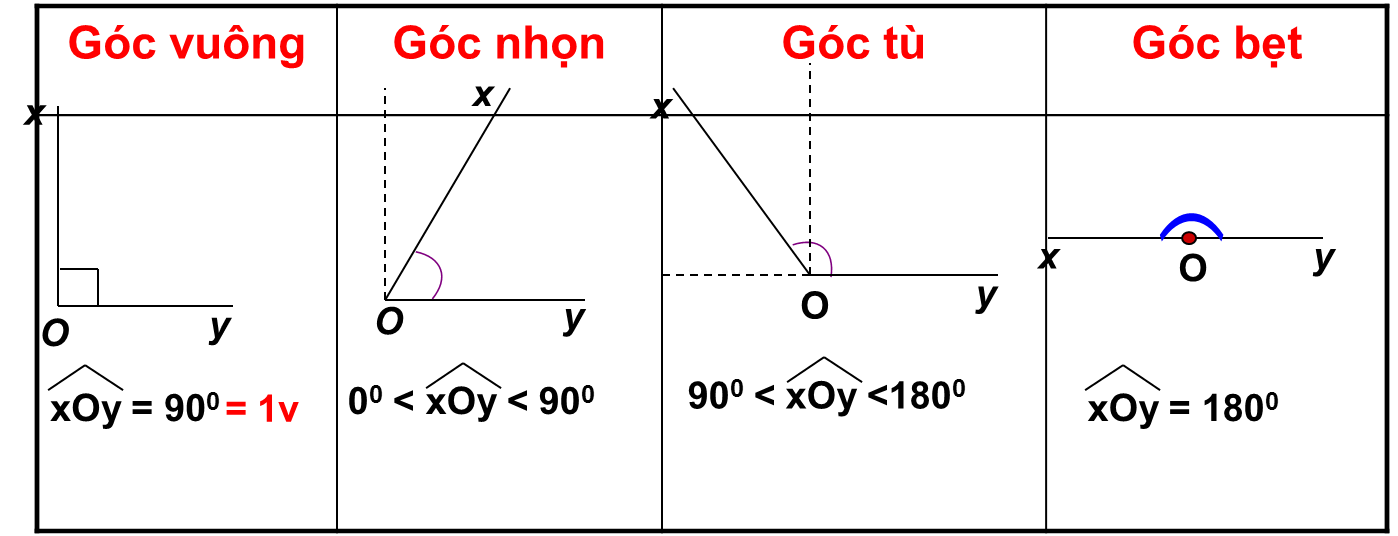 Góc vuông
Góc nhọn
Góc tù
Góc bẹt
x
O
y
xOy = 90⁰ = 1v
x
O
y
0⁰ < xOy < 90⁰
x
O
y
90⁰ < xOy <180⁰
x
O
y
xOy = 180⁰